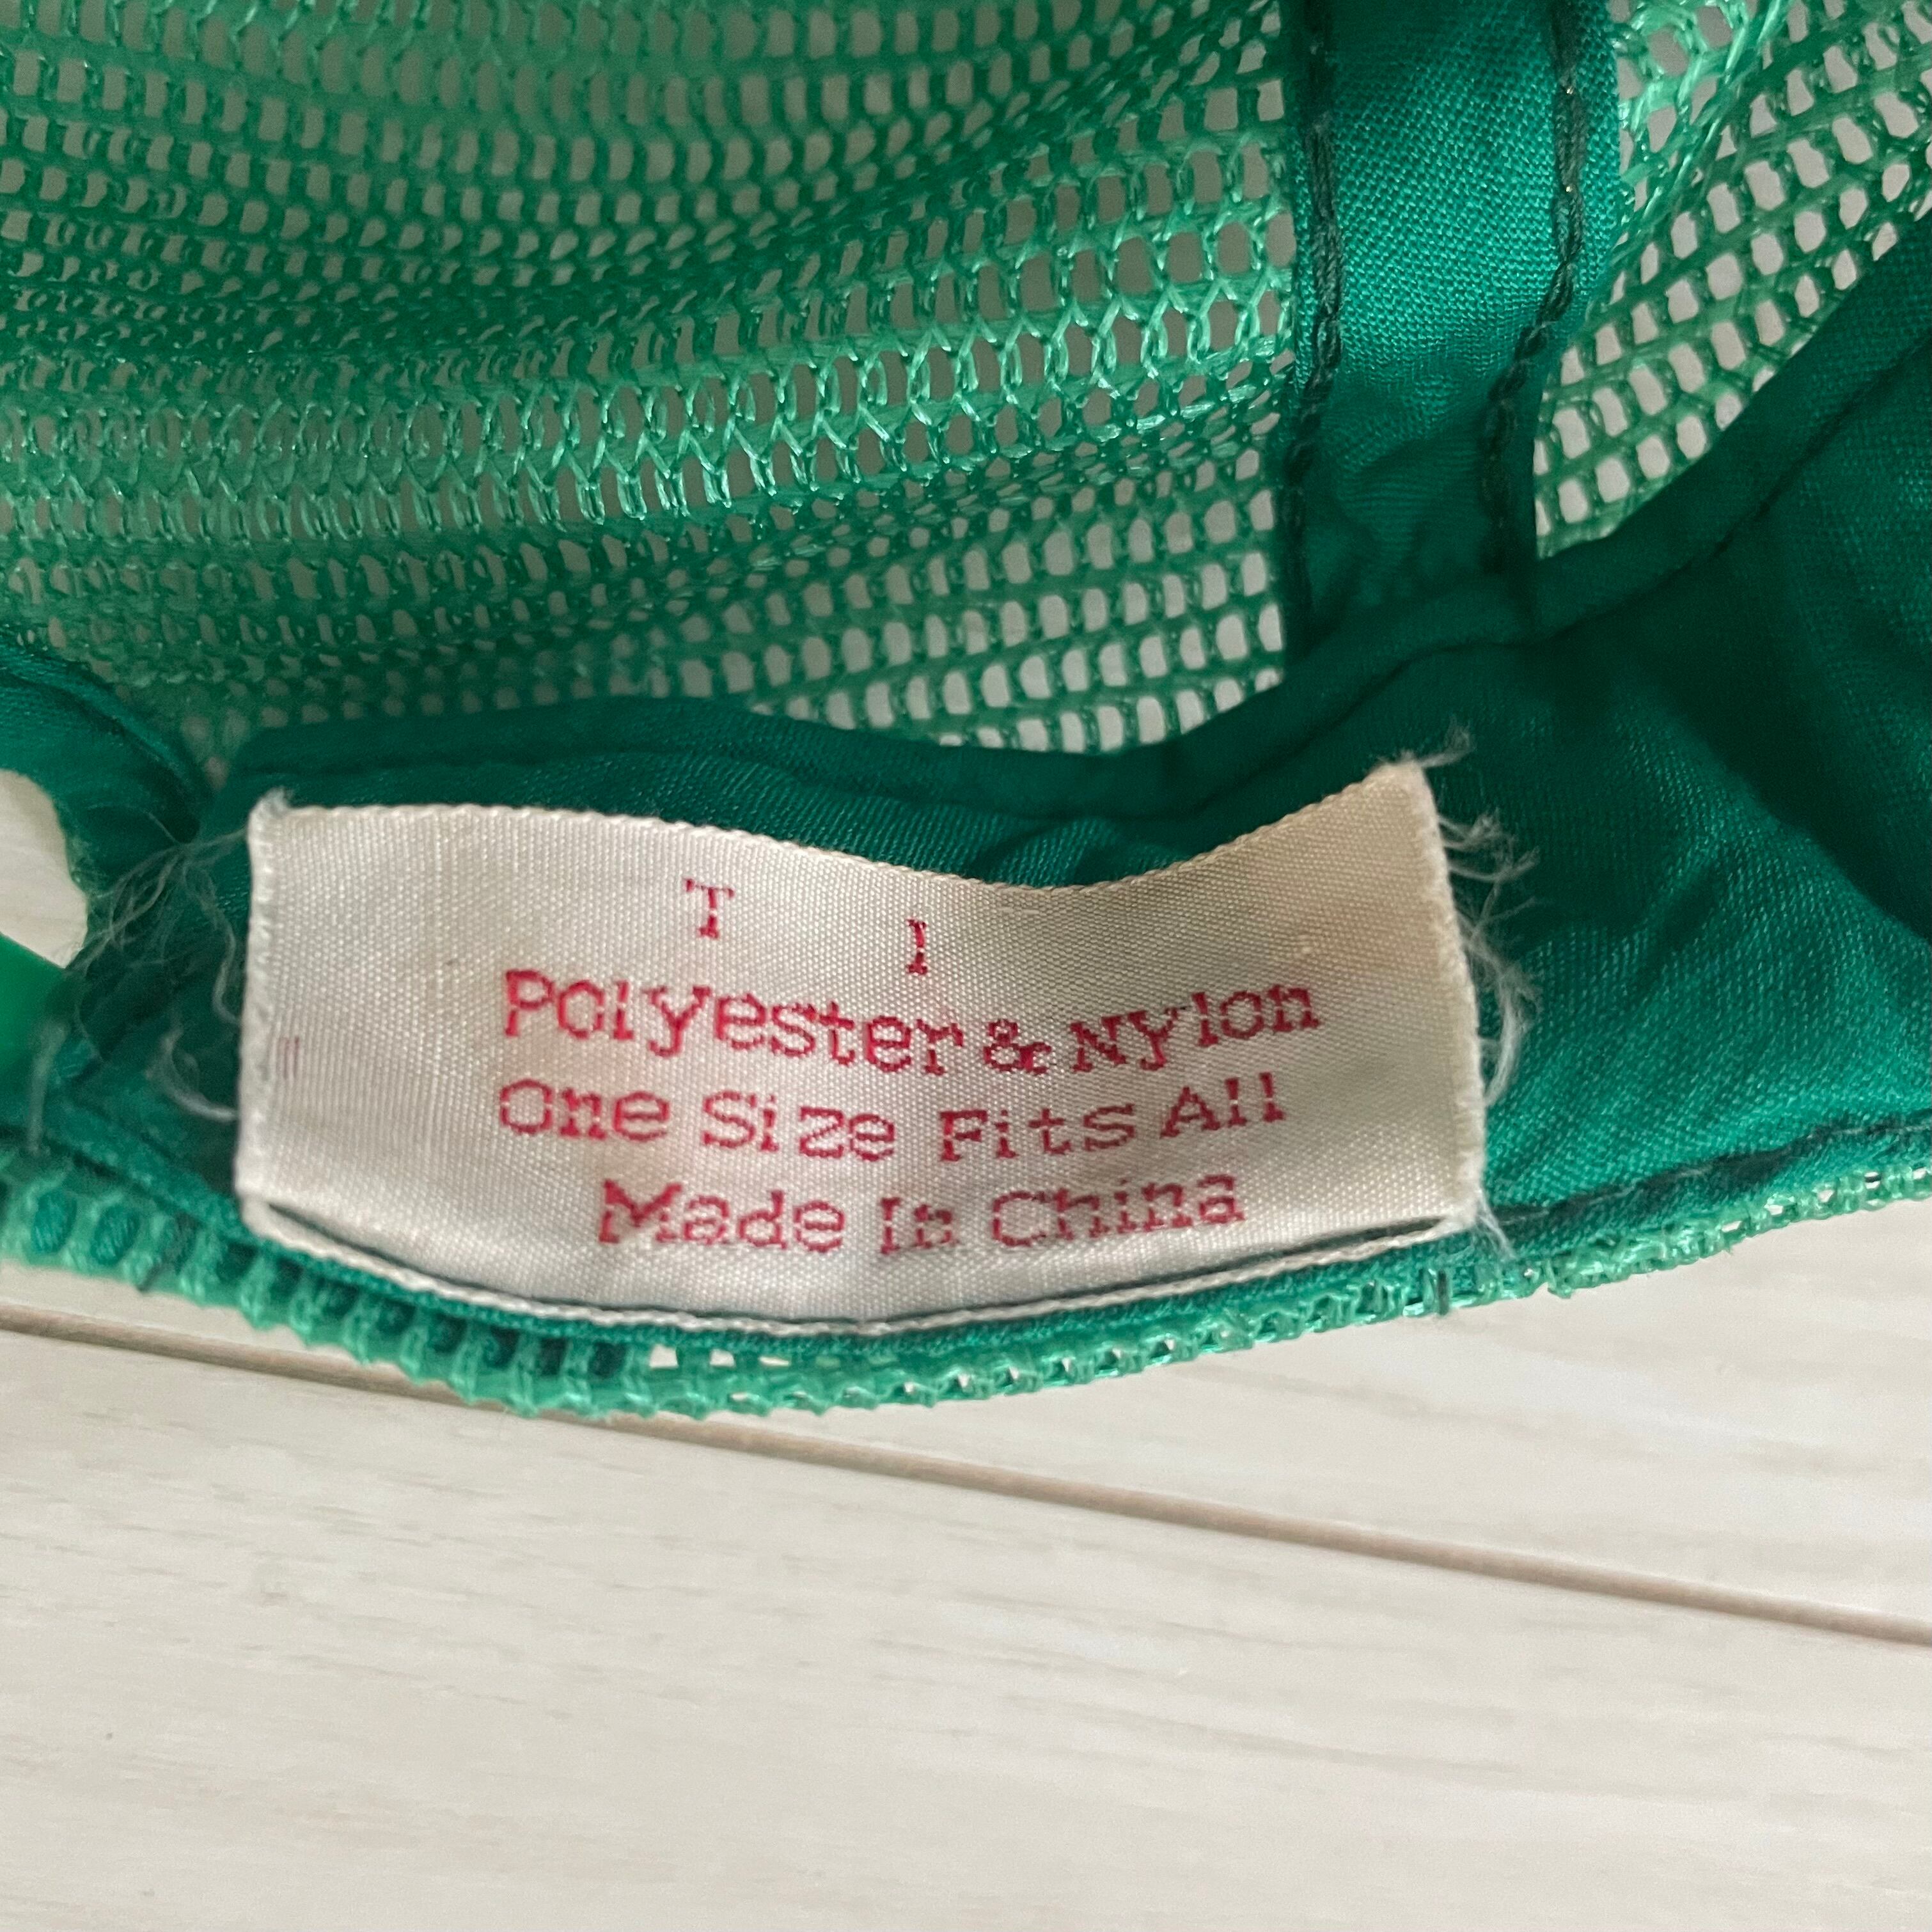 T I
Polyester & Nylon
One Size Fits All
Made In China